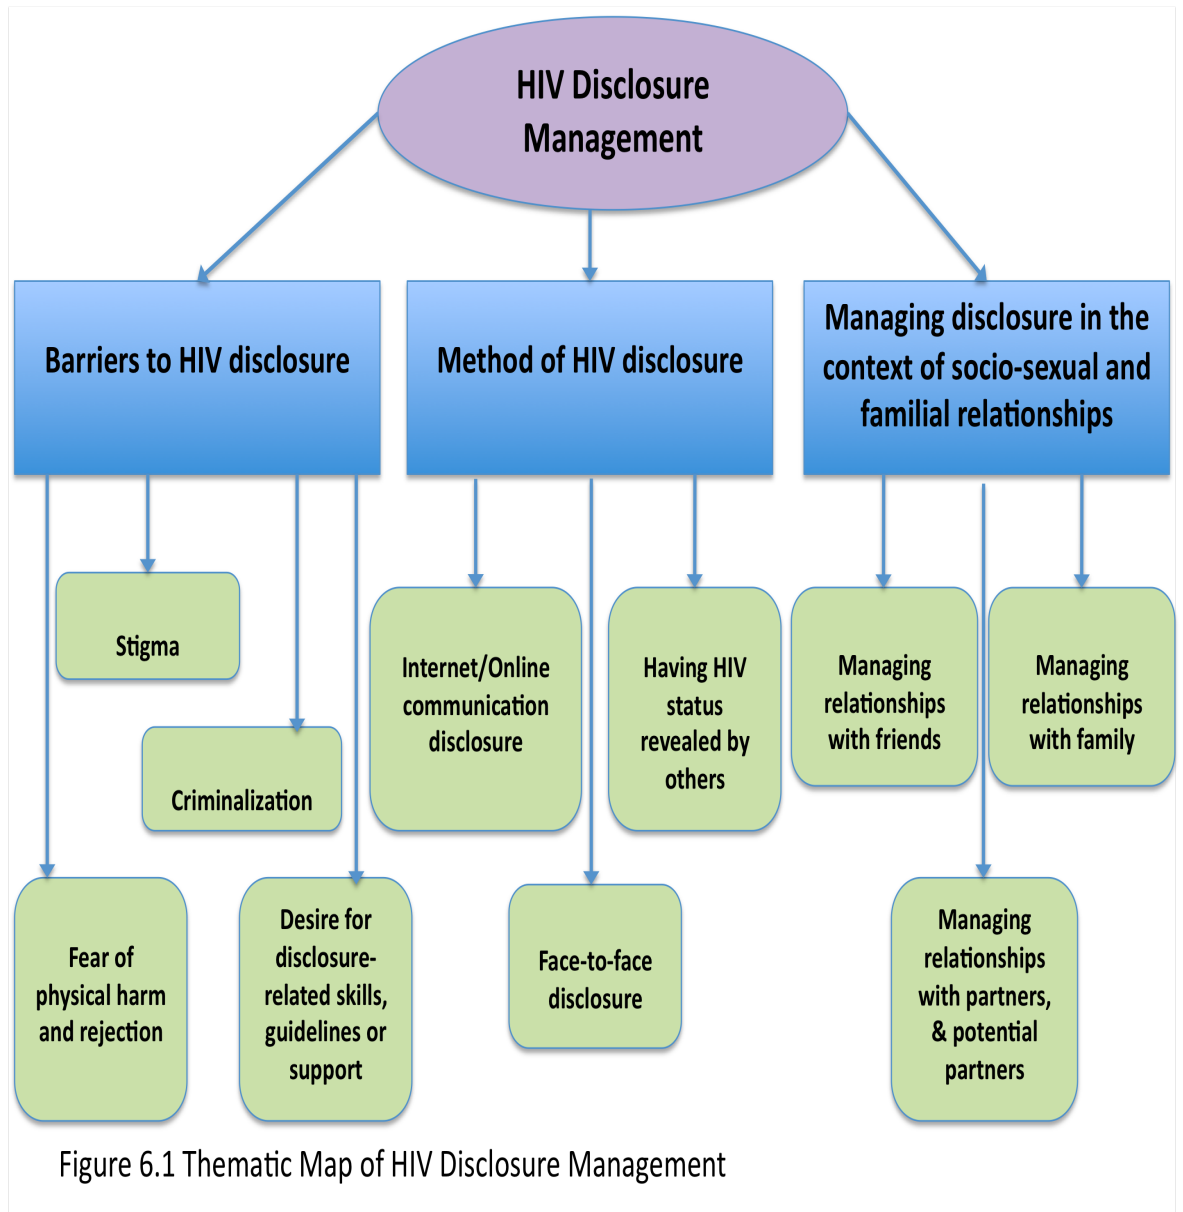 HIV Disclosure
Management
Barriers to HIV disclosure
Method of HIV disclosure
Managing disclosure in the
context of socio-sexual and
familial relationships
Stigma
Criminalization
Fear of
physical harm
and rejection
Desire for
disclosure-
related skills,
guidelines or
support
Internet/Online
communication
disclosure
Having HIV
status
revealed by
others
Face-to-face
disclosure
Managing
relationships
with friends
Managing
relationships
with family
Managing
relationships
with partners,
& potential
partners
Figure 6.1 Thematic Map of HIV Disclosure Management